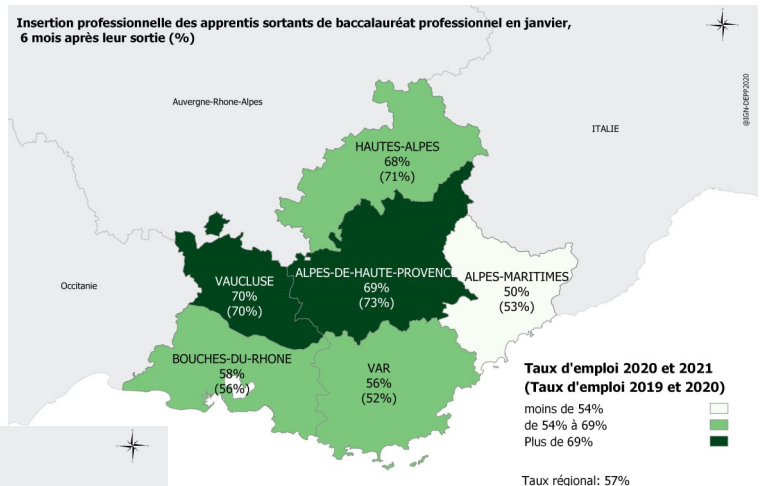 Insertion professionnelle des apprentis sortants de baccalauréat professionnel en janvier,
6 mois après leur sortie (%)
@IGN-DEPP2020
Auvergne-Rhone-Alpes
ITALIE
HAUTES-ALPES
68%
(71%)
Occitanie
VAUCLUSE
70%
(70%)
ALPES-DE-HAUTE-PROVENCE
69%
(73%)
ALPES-MARITIMES
50%
(53%)
BOUCHES-DU-RHONE
58%
(56%)
VAR
56%
(52%)
Taux d'emploi 2020 et 2021
(Taux d'emploi 2019 et 2020)
moins de 54%
de 54% à 69%
Plus de 69%
Taux régional: 57%